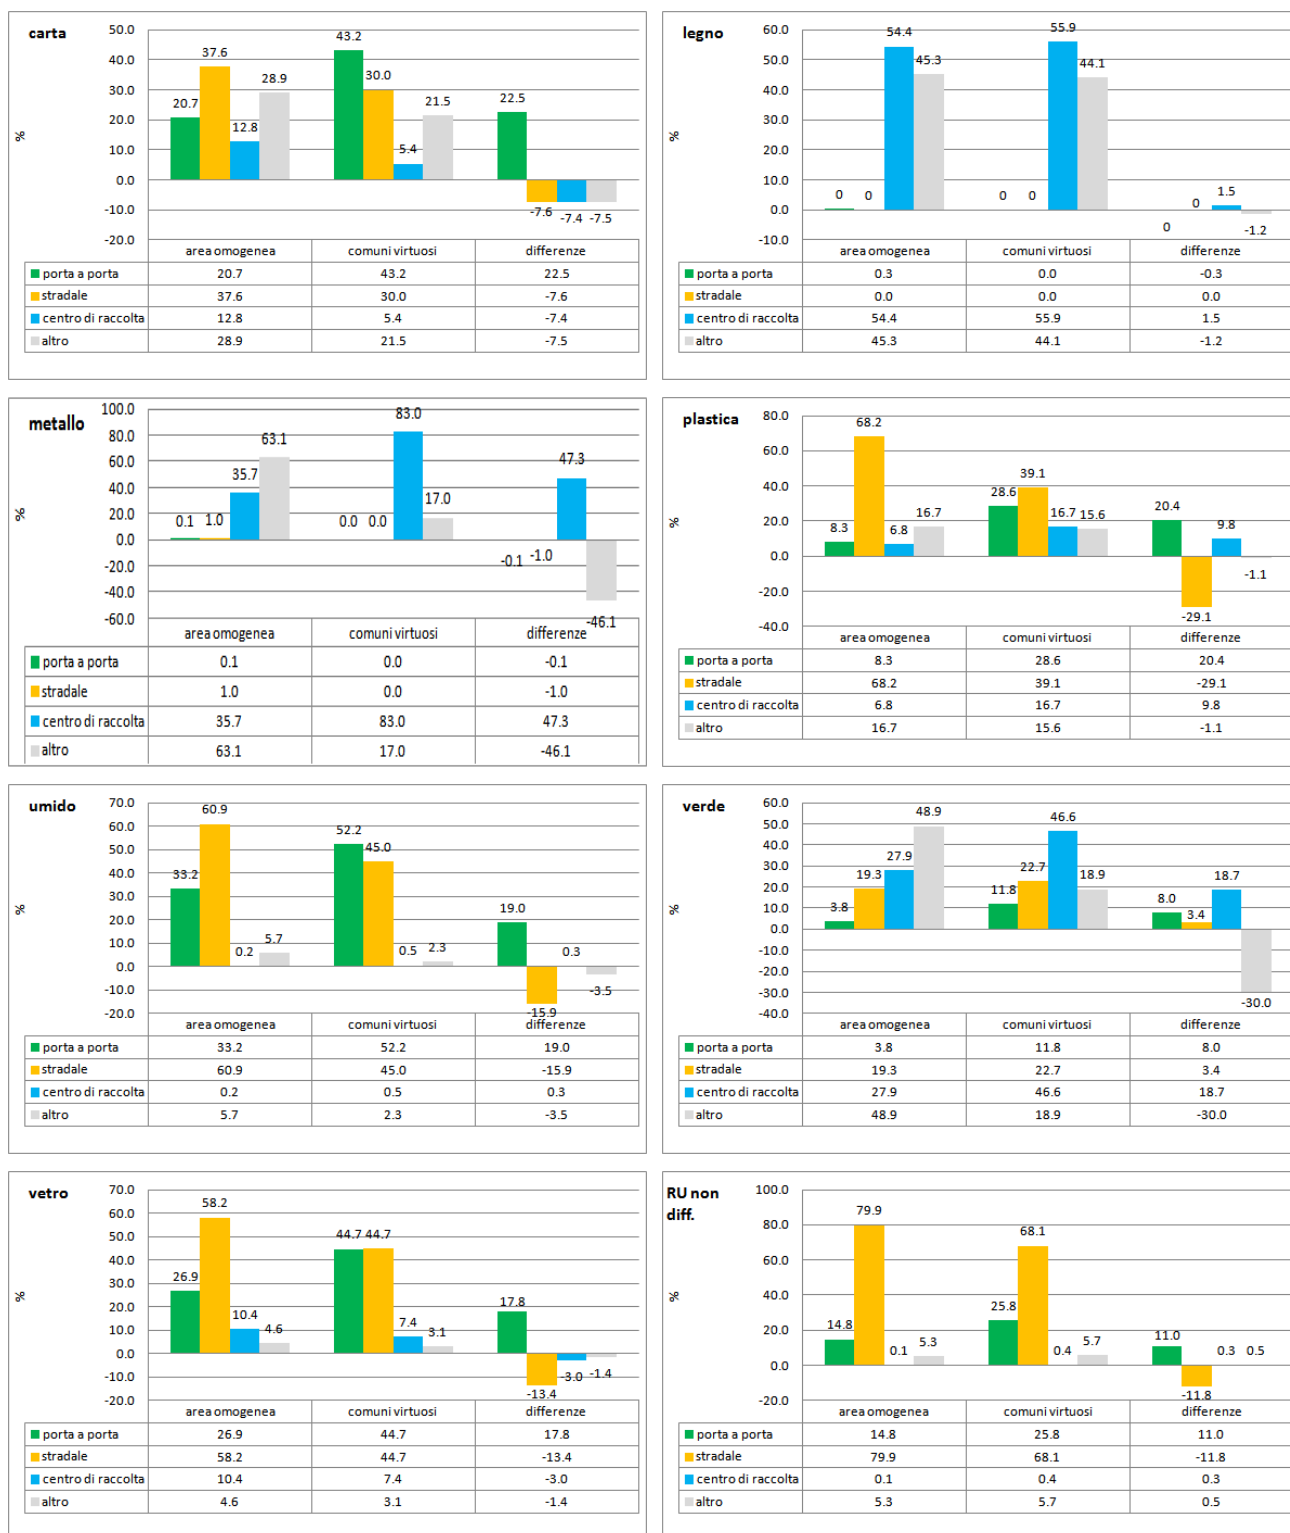 carta
50.0
40.0
30.0
20.0
10.0
0.0
-10.0
-20.0
%
20.7 37.6 12.8 28.9 43.2 30.0 5.4 21.5 22.5 -7.6 -7.4 -7.5
area omogenea comuni virtuosi differenze
porta a porta 20.7 43.2 22.5
stradale 37.6 30.0 -7.6
centro di raccolta 12.8 5.4 -7.4
altro 28.9 21.5 -7.5
legno
60.0
50.0
40.0
30.0
20.0
10.0
0.0
-10.0
%
0 0 54.4 45.3 0 0 55.9 44.1 0 0 1.5 -1.2
area omogenea comuni virtuosi differenze
porta a porta 0.3 0.0 -0.3
stradale 0.0 0.0 0.0
centro di raccolta 54.4 55.9 1.5
altro 45.3 44.1 -1.2
metallo
100.0
80.0
60.0
40.0
20.0
0.0
-20.0
-40.0
-60.0
%
0.1 1.0 35.7 63.1 0.0 0.0 83.0 17.0 -0.1 -1.0 47.3 -46.1
area omogenea comuni virtuosi differenze
porta a porta 0.1 0.0 -0.1
stradale 1.0 0.0 -1.0
centro di raccolta 35.7 83.0 47.3
altro 63.1 17.0 -46.1
plastica
80.0
60.0
40.0
20.0
0.0
-20.0
-40.0
%
8.3 68.2 6.8 16.7 28.6 39.1 16.7 15.6 20.4 -29.1 9.8 -1.1
area omogenea comuni virtuosi differenze
porta a porta 8.3 28.6 20.4
stradale 68.2 39.1 -29.1
centro di raccolta 6.8 16.7 9.8
altro 16.7 15.6 -1.1
umido
70.0
60.0
50.0
40.0
30.0
20.0
10.0
0.0
-10.0
-20.0
%
33.2 60.9 0.2 5.7 52.2 45.0 0.5 2.3 19.0 -15.9 0.3 -3.5
area omogenea comuni virtuosi differenze
porta a porta 33.2 52.2 19.0
stradale 60.9 45.0 -15.9
centro di raccolta 0.2 0.5 0.3
altro 5.7 2.3 -3.5
verde
60.0
50.0
40.0
30.0
20.0
10.0
0.0
-10.0
-20.0
-30.0
-40.0
%
3.8 19.3 27.9 48.9 11.8 22.7 46.6 18.9 8.0 3.4 18.7 -30.0
area omogenea comuni virtuosi differenze
porta a porta 3.8 11.8 8.0
stradale 19.3 22.7 3.4
centro di raccolta 27.9 46.6 18.7
altro 48.9 18.9 -30.0
vetro
70.0
60.0
50.0
40.0
30.0
20.0
10.0
0.0
-10.0
-20.0
%
26.9 58.2 10.4 4.6 44.7 44.7 7.4 3.1 17.8 -13.4 -3.0 -1.4
area omogenea comuni virtuosi differenze
porta a porta 26.9 44.7 17.8
stradale 58.2 44.7 -13.4
centro di raccolta 10.4 7.4 -3.0
altro 4.6 3.1 -1.4
RU non
diff.
100.0
80.0
60.0
40.0
20.0
0.0
-20.0
%
14.8 79.9 0.1 5.3 25.8 68.1 0.4 5.7 11.0 -11.8 0.3 0.5
area omogenea comuni virtuosi differenze
porta a porta 14.8 25.8 11.0
stradale 79.9 68.1 -11.8
centro di raccolta 0.1 0.4 0.3
altro 5.3 5.7 0.5